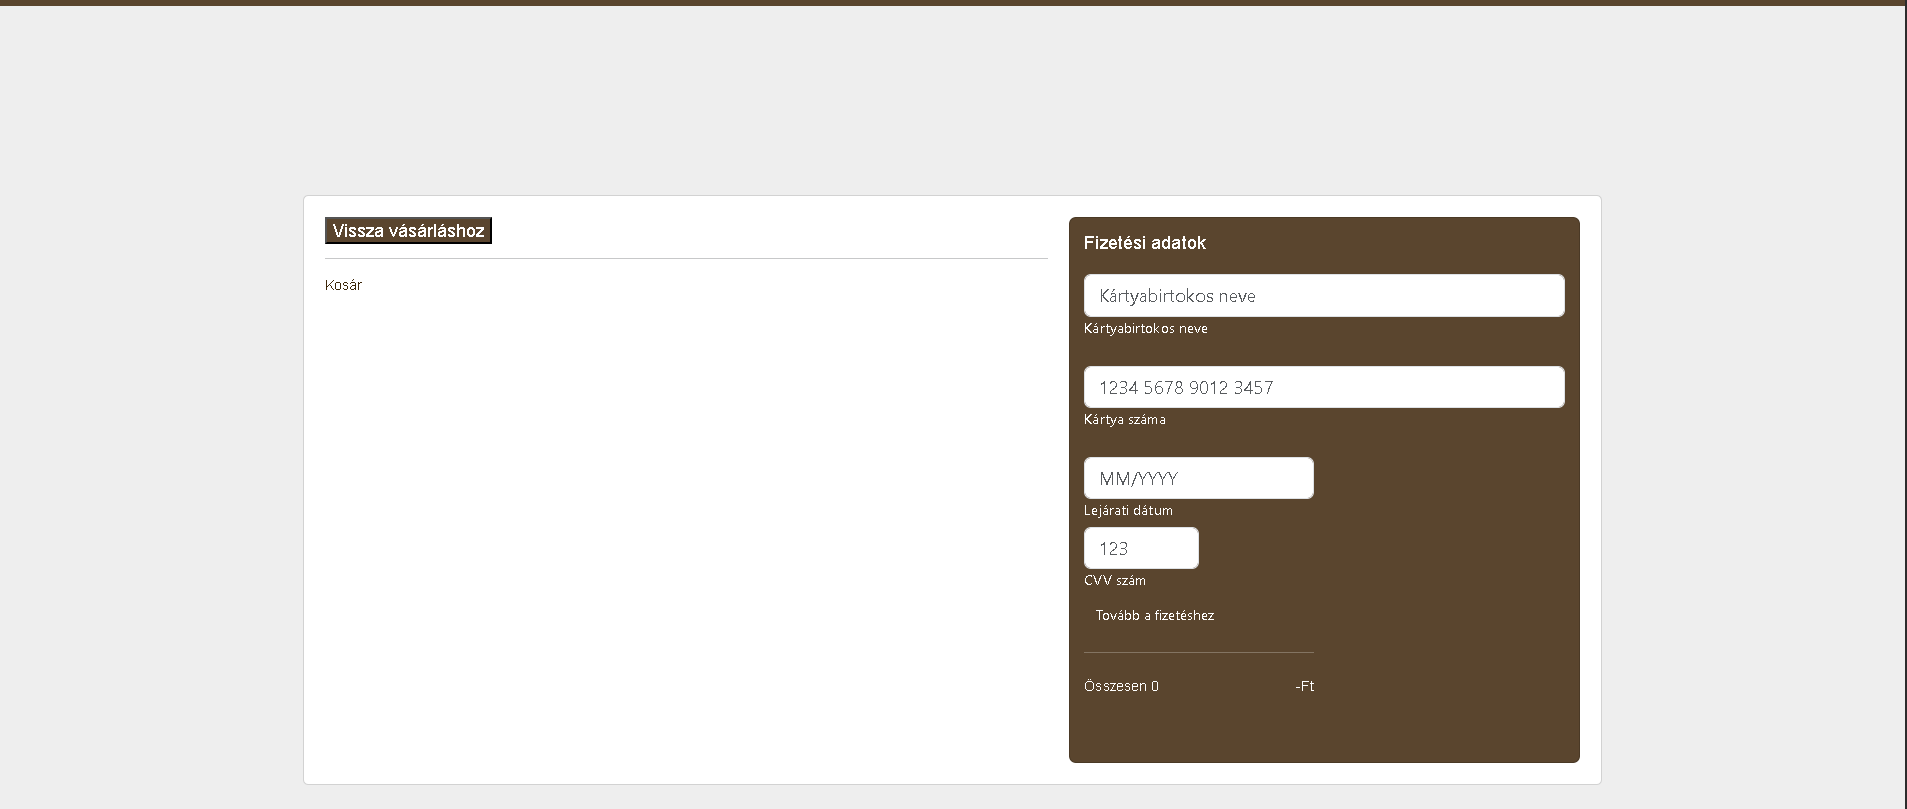 Vissza vásárláshoz
Kosár
Fizetési adatok
Kártyabirtokos neve
Kártyabirtokos neve
1234 5678 9012 3457
Kártya száma
MM/YYYY
Lejárati dátum
123
CVV szám
Tovább a fizetéshez
Összesen 0 -Ft